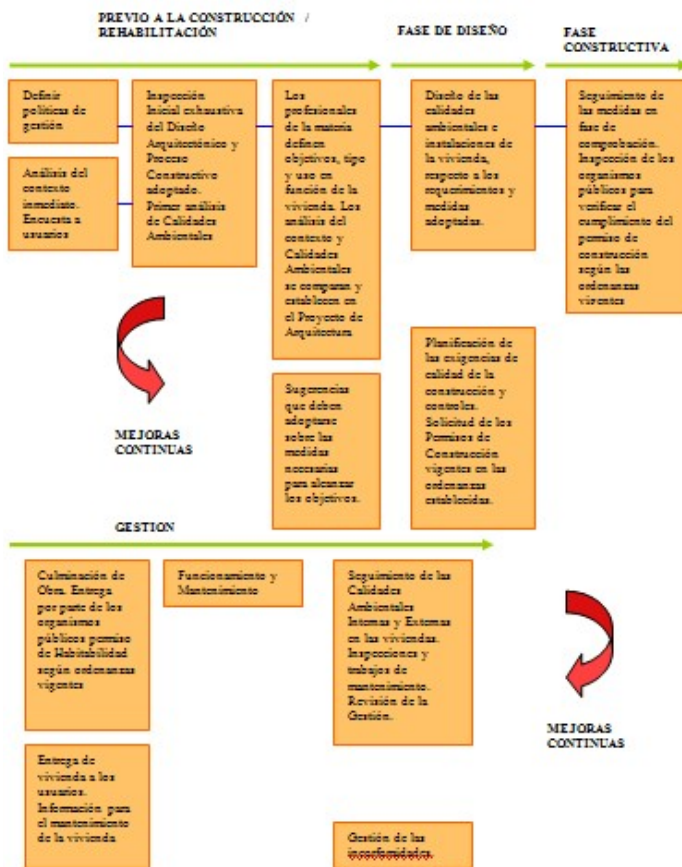 PREVIO A LA CONSTRUCCIÓN /
REHABILITACIÓN
FASE DE DISEÑO
FASE
CONSTRUCTIVA
Definir
políticas de
gestión
Análisis del
contexto
inmediato.
Encuesta a
usuarios
Inspección
Inicial exhaustiva
del Diseño
Arquitectónico y
Proceso
Constructivo
adoptado.
Primer análisis
de Calidades
Ambientales
Los
profesionales
de la materia
definen
objetivos, tipo
y uso en
función de la
vivienda. Los
análisis del
contexto y
Calidades
Ambientales
se comparan y
establecen en
el Proyecto de
Arquitectura
Sugerencias
que deben
adoptarse
sobre las
medidas
necesarias
para alcanzar
los objetivos.
Diseño de las
calidades
ambientales e
instalaciones de
la vivienda,
respecto a los
requerimientos y
medidas
adoptadas.
Planificación de
las exigencias de
calidad de la
construcción y
controles.
Solicitud de los
Permisos de
Construcción
vigentes en las
ordenanzas
establecidas.
Seguimiento de
las medidas en
fase de
comprobación.
Inspección de los
organismos
públicos para
verificar el
cumplimiento del
permiso de
construcción
según las
ordenanzas
vigentes
MEJORAS
CONTINUAS
GESTION
Culminación de
Obra. Entrega
por parte de los
organismos
públicos permiso
de Habitabilidad
según ordenanzas
vigentes
Entrega de
vivienda a los
usuarios.
Información para
el mantenimiento
de la vivienda
Funcionamiento y
Mantenimiento
Seguimiento de las
Calidades
Ambientales
Internas y Externas
en las viviendas.
Inspecciones y
trabajos de
mantenimiento.
Revisión de la
Gestión.
Gestión de las
MEJORAS
CONTINUAS